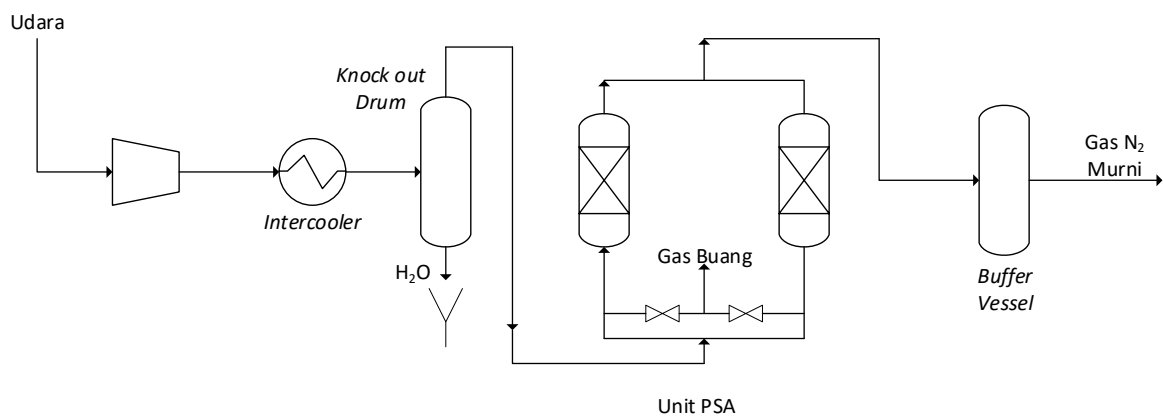 Udara
Knock out
Drum
Intercooler
H₂O
Gas Buang
Gas N₂
Murni
Buffer
Vessel
Unit PSA